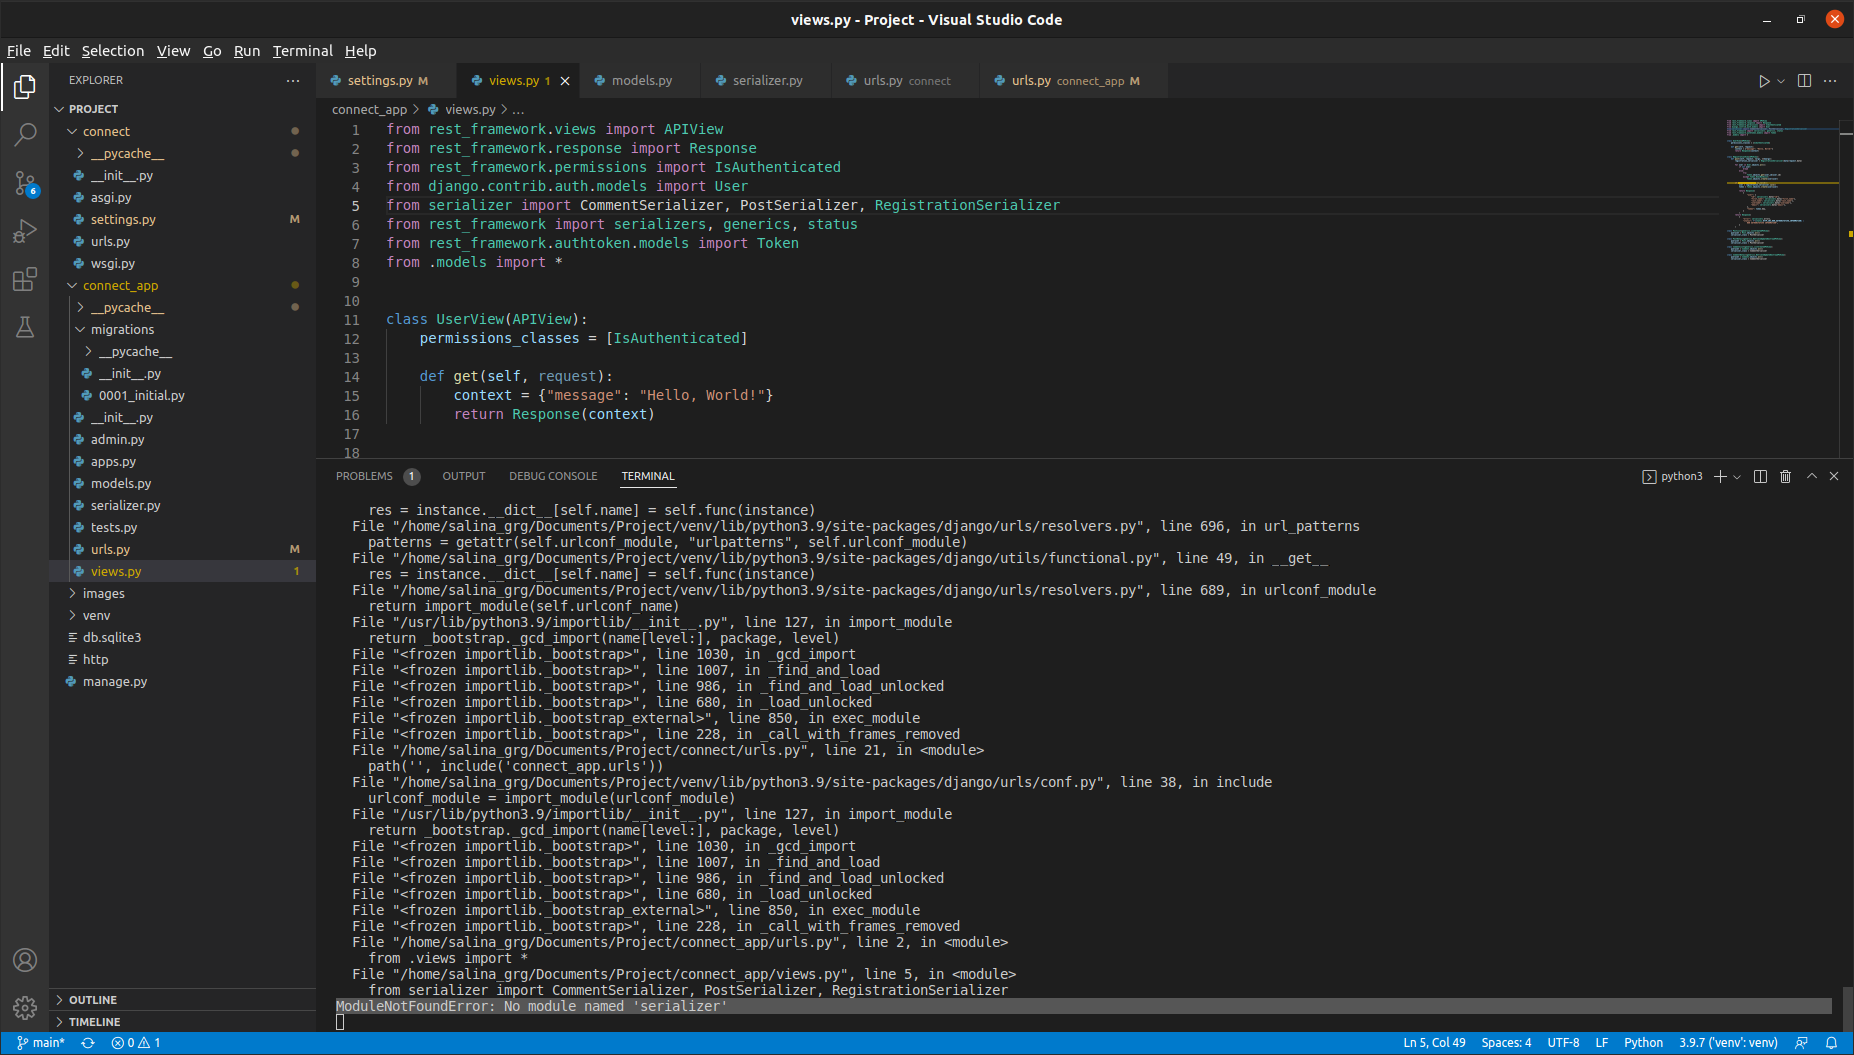 views.py - Project - Visual Studio Code
File Edit Selection View Go Run Terminal Help
EXPLORER
PROJECT
connect
__pycache__
__init__.py
asgi.py
settings.py M
urls.py
wsgi.py
connect_app
__pycache__
migrations
__pycache__
__init__.py
0001_initial.py
__init__.py
admin.py
apps.py
models.py
serializer.py
tests.py
urls.py M
views.py 1
images
venv
db.sqlite3
http
manage.py
OUTLINE
TIMELINE
6
settings.py M views.py 1 models.py serializer.py urls.py connect urls.py connect_app M
connect_app > views.py > ...
1 from rest_framework.views import APIView
2 from rest_framework.response import Response
3 from rest_framework.permissions import IsAuthenticated
4 from django.contrib.auth.models import User
5 from serializer import CommentSerializer, PostSerializer, RegistrationSerializer
6 from rest_framework import serializers, generics, status
7 from rest_framework.authtoken.models import Token
8 from .models import *
9
10
11 class UserView(APIView):
12 permissions_classes = [IsAuthenticated]
13
14 def get(self, request):
15 context = {"message": "Hello, World!"}
16 return Response(context)
17
18
PROBLEMS 1 OUTPUT DEBUG CONSOLE TERMINAL python3
res = instance.__dict__[self.name] = self.func(instance)
File "/home/salina_grg/Documents/Project/venv/lib/python3.9/site-packages/django/urls/resolvers.py", line 696, in url_patterns
patterns = getattr(self.urlconf_module, "urlpatterns", self.urlconf_module)
File "/home/salina_grg/Documents/Project/venv/lib/python3.9/site-packages/django/utils/functional.py", line 49, in __get__
res = instance.__dict__[self.name] = self.func(instance)
File "/home/salina_grg/Documents/Project/venv/lib/python3.9/site-packages/django/urls/resolvers.py", line 689, in urlconf_module
return import_module(self.urlconf_name)
File "/usr/lib/python3.9/importlib/__init__.py", line 127, in import_module
return _bootstrap._gcd_import(name[level:], package, level)
File "<frozen importlib._bootstrap>", line 1030, in _gcd_import
File "<frozen importlib._bootstrap>", line 1007, in _find_and_load
File "<frozen importlib._bootstrap>", line 986, in _find_and_load_unlocked
File "<frozen importlib._bootstrap>", line 680, in _load_unlocked
File "<frozen importlib._bootstrap_external>", line 850, in exec_module
File "<frozen importlib._bootstrap>", line 228, in _call_with_frames_removed
File "/home/salina_grg/Documents/Project/connect/urls.py", line 21, in <module>
path('', include('connect_app.urls'))
File "/home/salina_grg/Documents/Project/venv/lib/python3.9/site-packages/django/urls/conf.py", line 38, in include
urlconf_module = import_module(urlconf_module)
File "/usr/lib/python3.9/importlib/__init__.py", line 127, in import_module
return _bootstrap._gcd_import(name[level:], package, level)
File "<frozen importlib._bootstrap>", line 1030, in _gcd_import
File "<frozen importlib._bootstrap>", line 1007, in _find_and_load
File "<frozen importlib._bootstrap>", line 986, in _find_and_load_unlocked
File "<frozen importlib._bootstrap>", line 680, in _load_unlocked
File "<frozen importlib._bootstrap_external>", line 850, in exec_module
File "<frozen importlib._bootstrap>", line 228, in _call_with_frames_removed
File "/home/salina_grg/Documents/Project/connect_app/urls.py", line 2, in <module>
from .views import *
File "/home/salina_grg/Documents/Project/connect_app/views.py", line 5, in <module>
from serializer import CommentSerializer, PostSerializer, RegistrationSerializer
ModuleNotFoundError: No module named 'serializer'
main* 0 1 Ln 5, Col 49 Spaces: 4 UTF-8 LF Python 3.9.7 ('venv': venv)